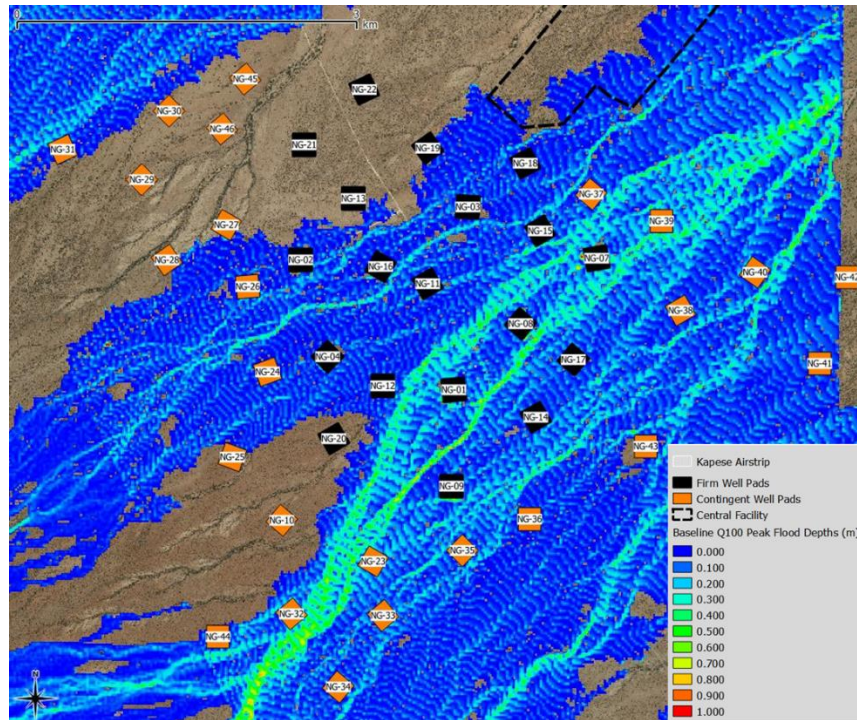 0
3
km
NG-45
NG-22
NG-30
NG-46
NG-21
NG-19
NG-31
NG-18
NG-29
NG-37
NG-13
NG-03
NG-39
NG-27
NG-15
NG-28
NG-02
NG-16
NG-07
NG-40
NG-42
NG-26
NG-11
NG-38
NG-08
NG-04
NG-17
NG-41
NG-24
NG-12
NG-01
NG-14
NG-20
NG-43
NG-25
NG-09
NG-10
NG-36
NG-35
NG-23
NG-32
NG-33
NG-44
NG-34
N
Kapese Airstrip
Firm Well Pads
Contingent Well Pads
Central Facility
Baseline Q100 Peak Flood Depths (m)
0.000
0.100
0.200
0.300
0.400
0.500
0.600
0.700
0.800
0.900
1.000